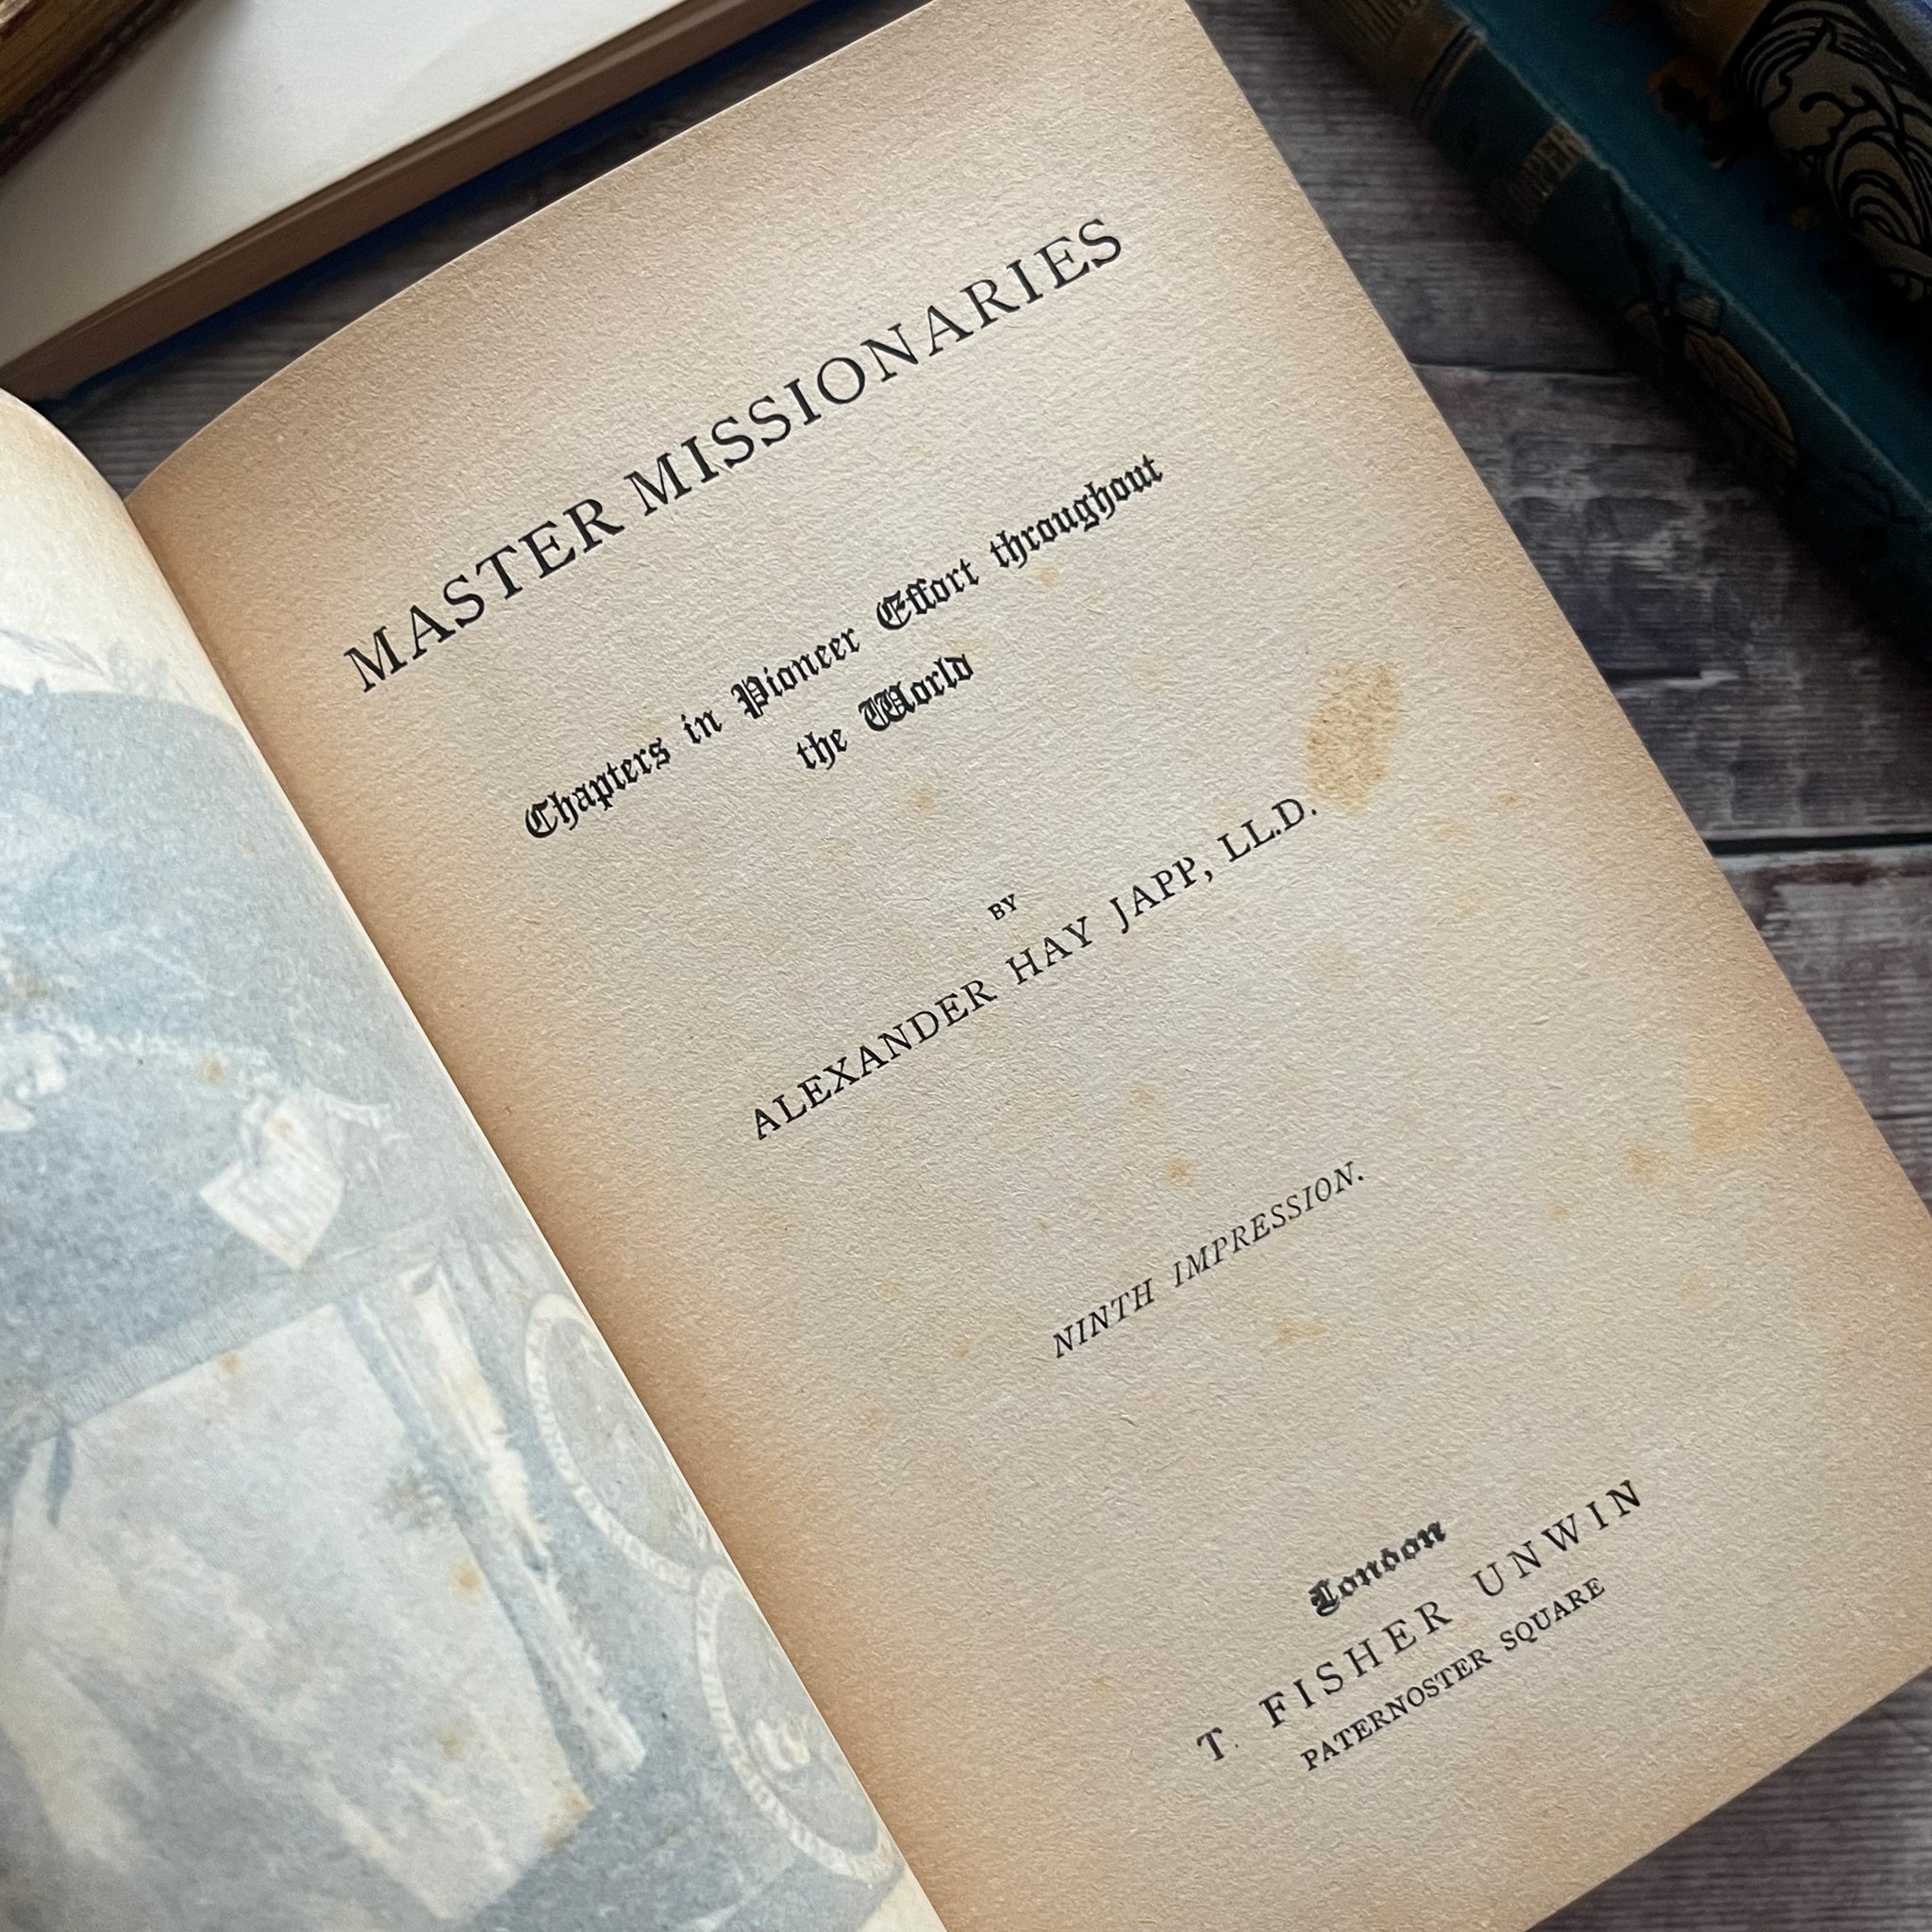 MASTER MISSIONARIES
Chapters in Pioneer Effort throughout
the World
BY
ALEXANDER HAY JAPP, LL.D.
NINTH IMPRESSION.
London
T. FISHER UNWIN
PATERNOSTER SQUARE